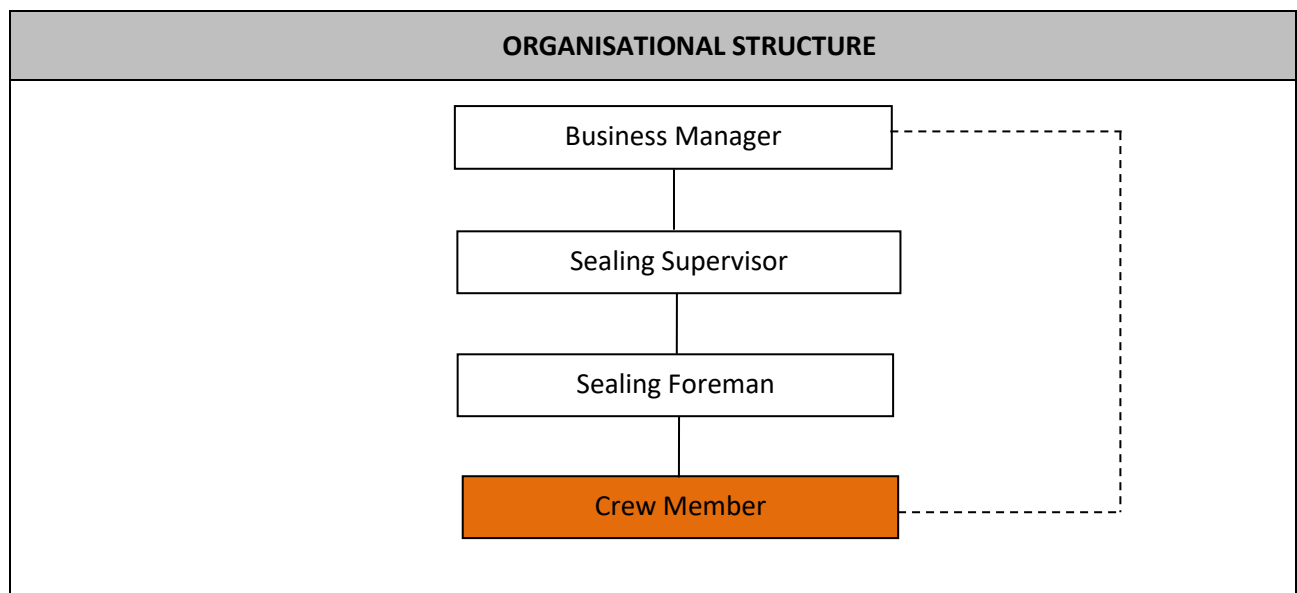 ORGANISATIONAL STRUCTURE
Business Manager
Sealing Supervisor
Sealing Foreman
Crew Member